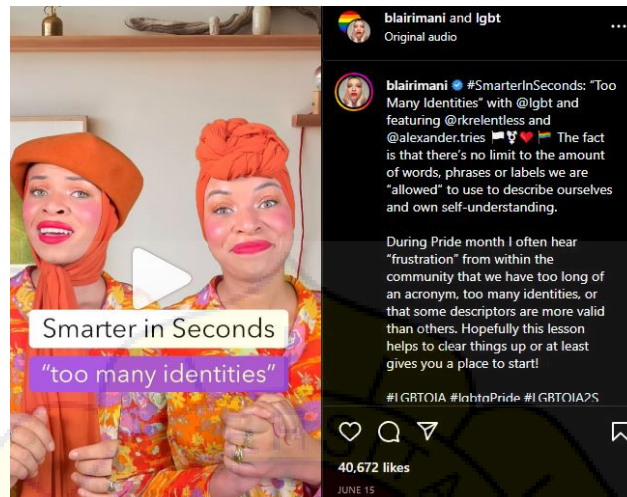 Smarter in Seconds
“too many identities”
blairimani and lgbt
Original audio
blairimani #SmarterInSeconds: “Too
Many Identities” with @lgbt and
featuring @rkrelentless and
@alexander.tries 🏳️⚧️❤️🏴🌈 The fact
is that there’s no limit to the amount
of words, phrases or labels we are
“allowed” to use to describe ourselves
and own self-understanding.
During Pride month I often hear
“frustration” from within the
community that we have too long of
an acronym, too many identities, or
that some descriptors are more valid
than others. Hopefully this lesson
helps to clear things up or at least
gives you a place to start!
#LGBTQIA #lgbtqPride #LGBTQIA2S
40,672 likes
JUNE 15